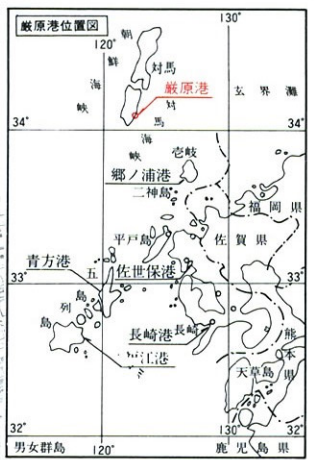 厳原港位置図
130°
120°
朝鮮海峡
対馬
厳原港
玄界灘
34°
34°
対馬海峡
壱岐
郷ノ浦港
二神島
福岡県
平戸島
佐賀県
青方港
佐世保港
33°
33°
五島列島
長崎港
長崎
江港
熊本県
天草島
32°
130°
32°
男女群島
120°
鹿児島県